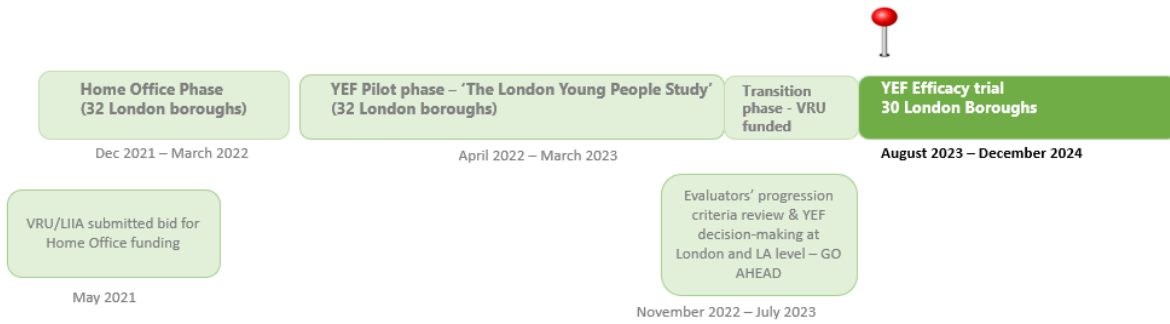 Home Office Phase
(32 London boroughs)
YEF Pilot phase – ‘The London Young People Study’
(32 London boroughs)
Transition
phase - VRU
funded
YEF Efficacy trial
30 London Boroughs
Dec 2021 – March 2022
April 2022 – March 2023
August 2023 – December 2024
VRU/LIIA submitted bid for
Home Office funding
May 2021
Evaluators’ progression
criteria review & YEF
decision-making at
London and LA level – GO
AHEAD
November 2022 – July 2023